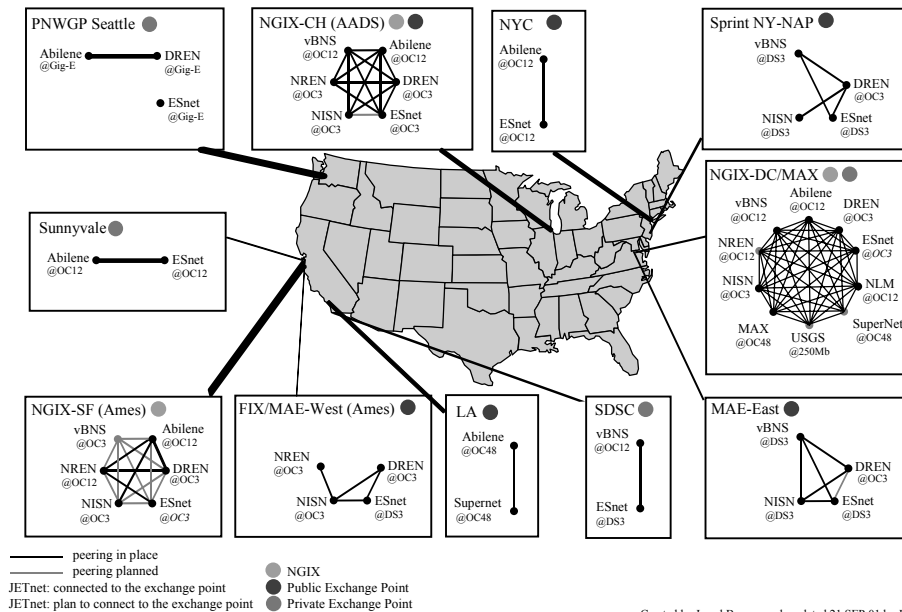 PNWGP Seattle
Abilene
@Gig-E
DREN
@Gig-E
ESnet
@Gig-E
NGIX-CH (AADS)
vBNS
@OC12
Abilene
@OC12
NREN
@OC3
DREN
@OC3
NISN
@OC3
ESnet
@OC3
NYC
Abilene
@OC12
ESnet
@OC12
Sprint NY-NAP
vBNS
@DS3
DREN
@OC3
NISN
@DS3
ESnet
@DS3
Sunnyvale
Abilene
@OC12
ESnet
@OC12
NGIX-DC/MAX
Abilene
@OC12
vBNS
@OC12
DREN
@OC3
NREN
@OC12
ESnet
@OC3
NISN
@OC3
NLM
@OC12
MAX
@OC48
USGS
@250Mb
SuperNet
@OC48
NGIX-SF (Ames)
vBNS
@OC3
Abilene
@OC12
NREN
@OC12
DREN
@OC3
NISN
@OC3
ESnet
@OC3
FIX/MAE-West (Ames)
NREN
@OC3
DREN
@OC3
NISN
@OC3
ESnet
@DS3
LA
Abilene
@OC48
Supernet
@OC48
SDSC
vBNS
@OC12
ESnet
@DS3
MAE-East
vBNS
@DS3
DREN
@OC3
NISN
@DS3
ESnet
@DS3
peering in place
peering planned
JETnet: connected to the exchange point
JETnet: plan to connect to the exchange point
NGIX
Public Exchange Point
Private Exchange Point